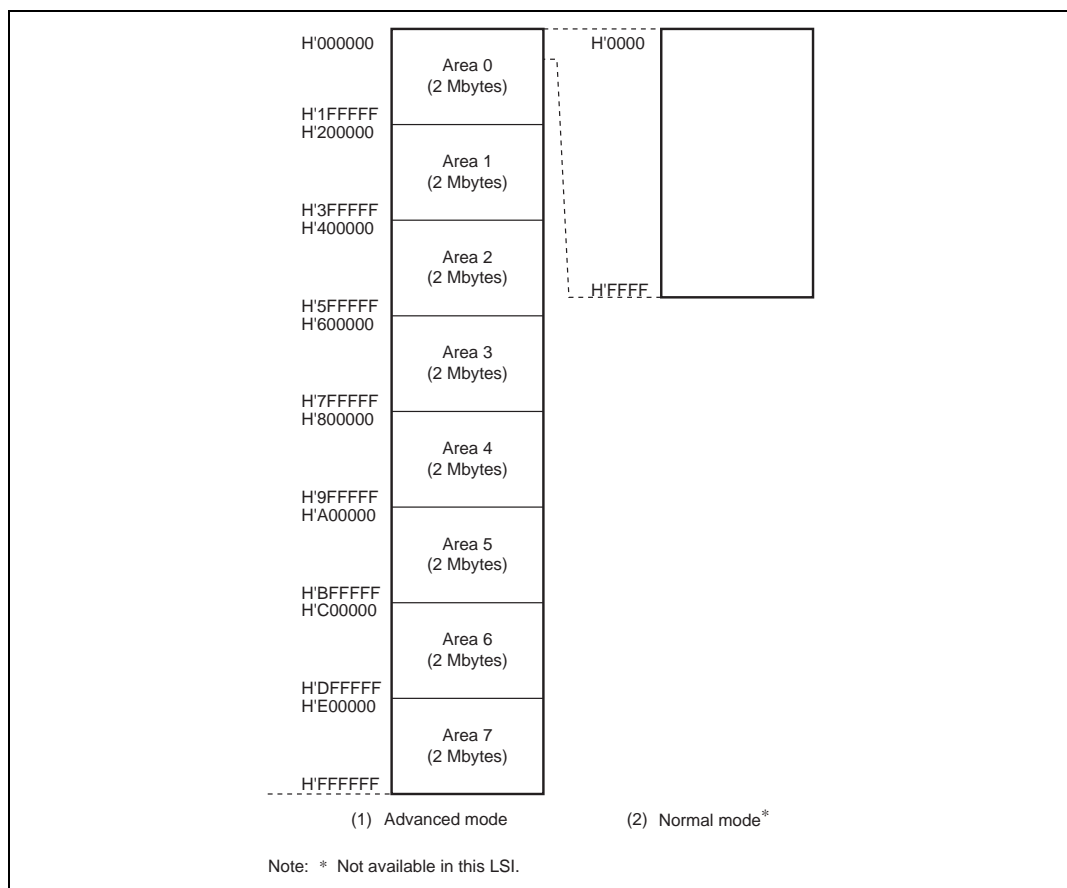 H'000000
Area 0
(2 Mbytes)
H'1FFFFF
H'200000
Area 1
(2 Mbytes)
H'3FFFFF
H'400000
Area 2
(2 Mbytes)
H'5FFFFF
H'600000
Area 3
(2 Mbytes)
H'7FFFFF
H'800000
Area 4
(2 Mbytes)
H'9FFFFF
H'A00000
Area 5
(2 Mbytes)
H'BFFFFF
H'C00000
Area 6
(2 Mbytes)
H'DFFFFF
H'E00000
Area 7
(2 Mbytes)
H'FFFFFF
(1) Advanced mode
H'0000
H'FFFF
(2) Normal mode*
Note: * Not available in this LSI.